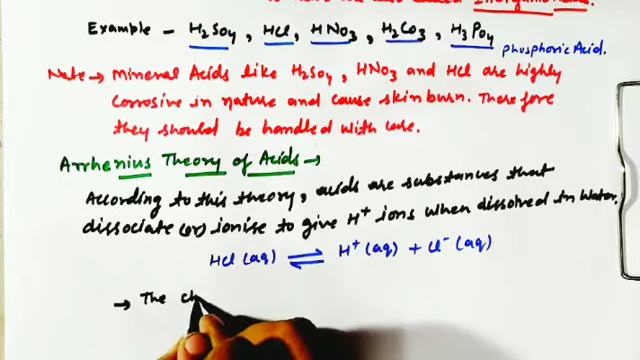 Example - H2SO4, HCl, HNO3, H2CO3, H3PO4
phosphoric Acid.
Note → Mineral Acids like H2SO4, HNO3 and HCl are highly
corrosive in nature and cause skin burn. Therefore
they should be handled with care.
Arrhenius Theory of Acids →
According to this theory, acids are substances that
dissociate (or) ionise to give H+ ions when dissolved in Water.
HCl (aq) ⇌ H+ (aq) + Cl- (aq)
→ The ch